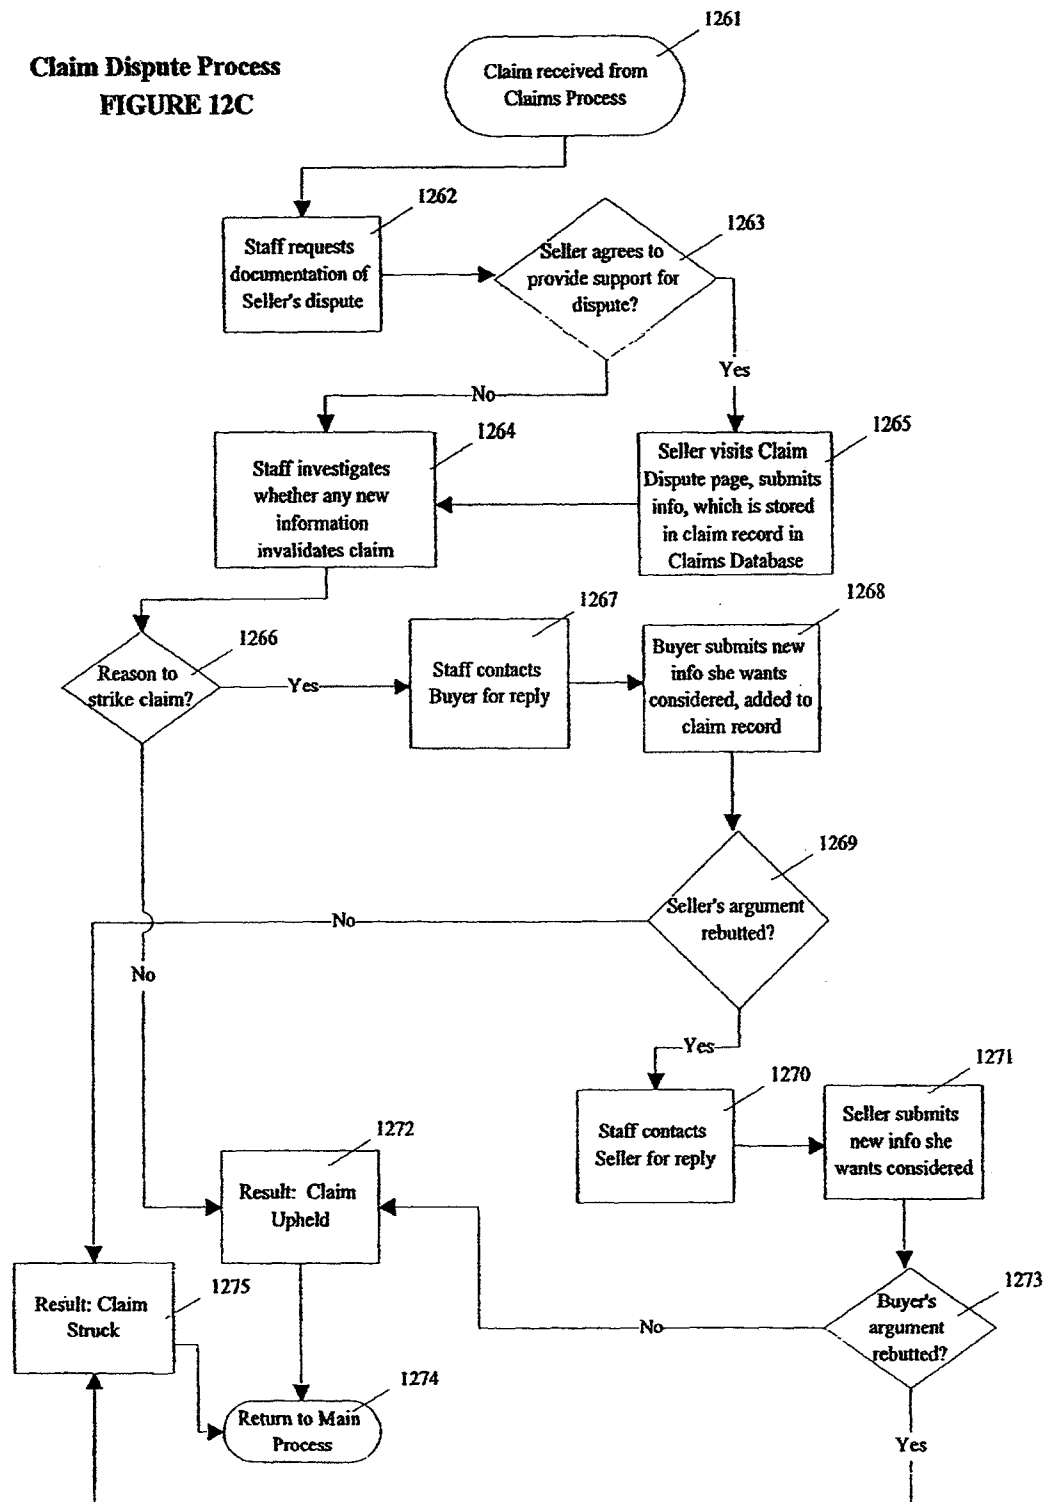 1261
Claim Dispute Process
FIGURE 12C
Claim received from
Claims Process
1262
1263
Staff requests
documentation of
Seller's dispute
Seller agrees to
provide support for
dispute?
Yes
No
1264
1265
Staff investigates
whether any new
information
invalidates claim
Seller visits Claim
Dispute page, submits
info, which is stored
in claim record in
Claims Database
1266
1267
1268
Reason to
strike claim?
Yes
Staff contacts
Buyer for reply
Buyer submits new
info she wants
considered, added to
claim record
1269
Seller's argument
rebutted?
No
No
Yes
1270
1271
Staff contacts
Seller for reply
Seller submits
new info she
wants considered
1272
Result: Claim
Upheld
1275
Result: Claim
Struck
1273
Buyer's
argument
rebutted?
No
1274
Return to Main
Process
Yes